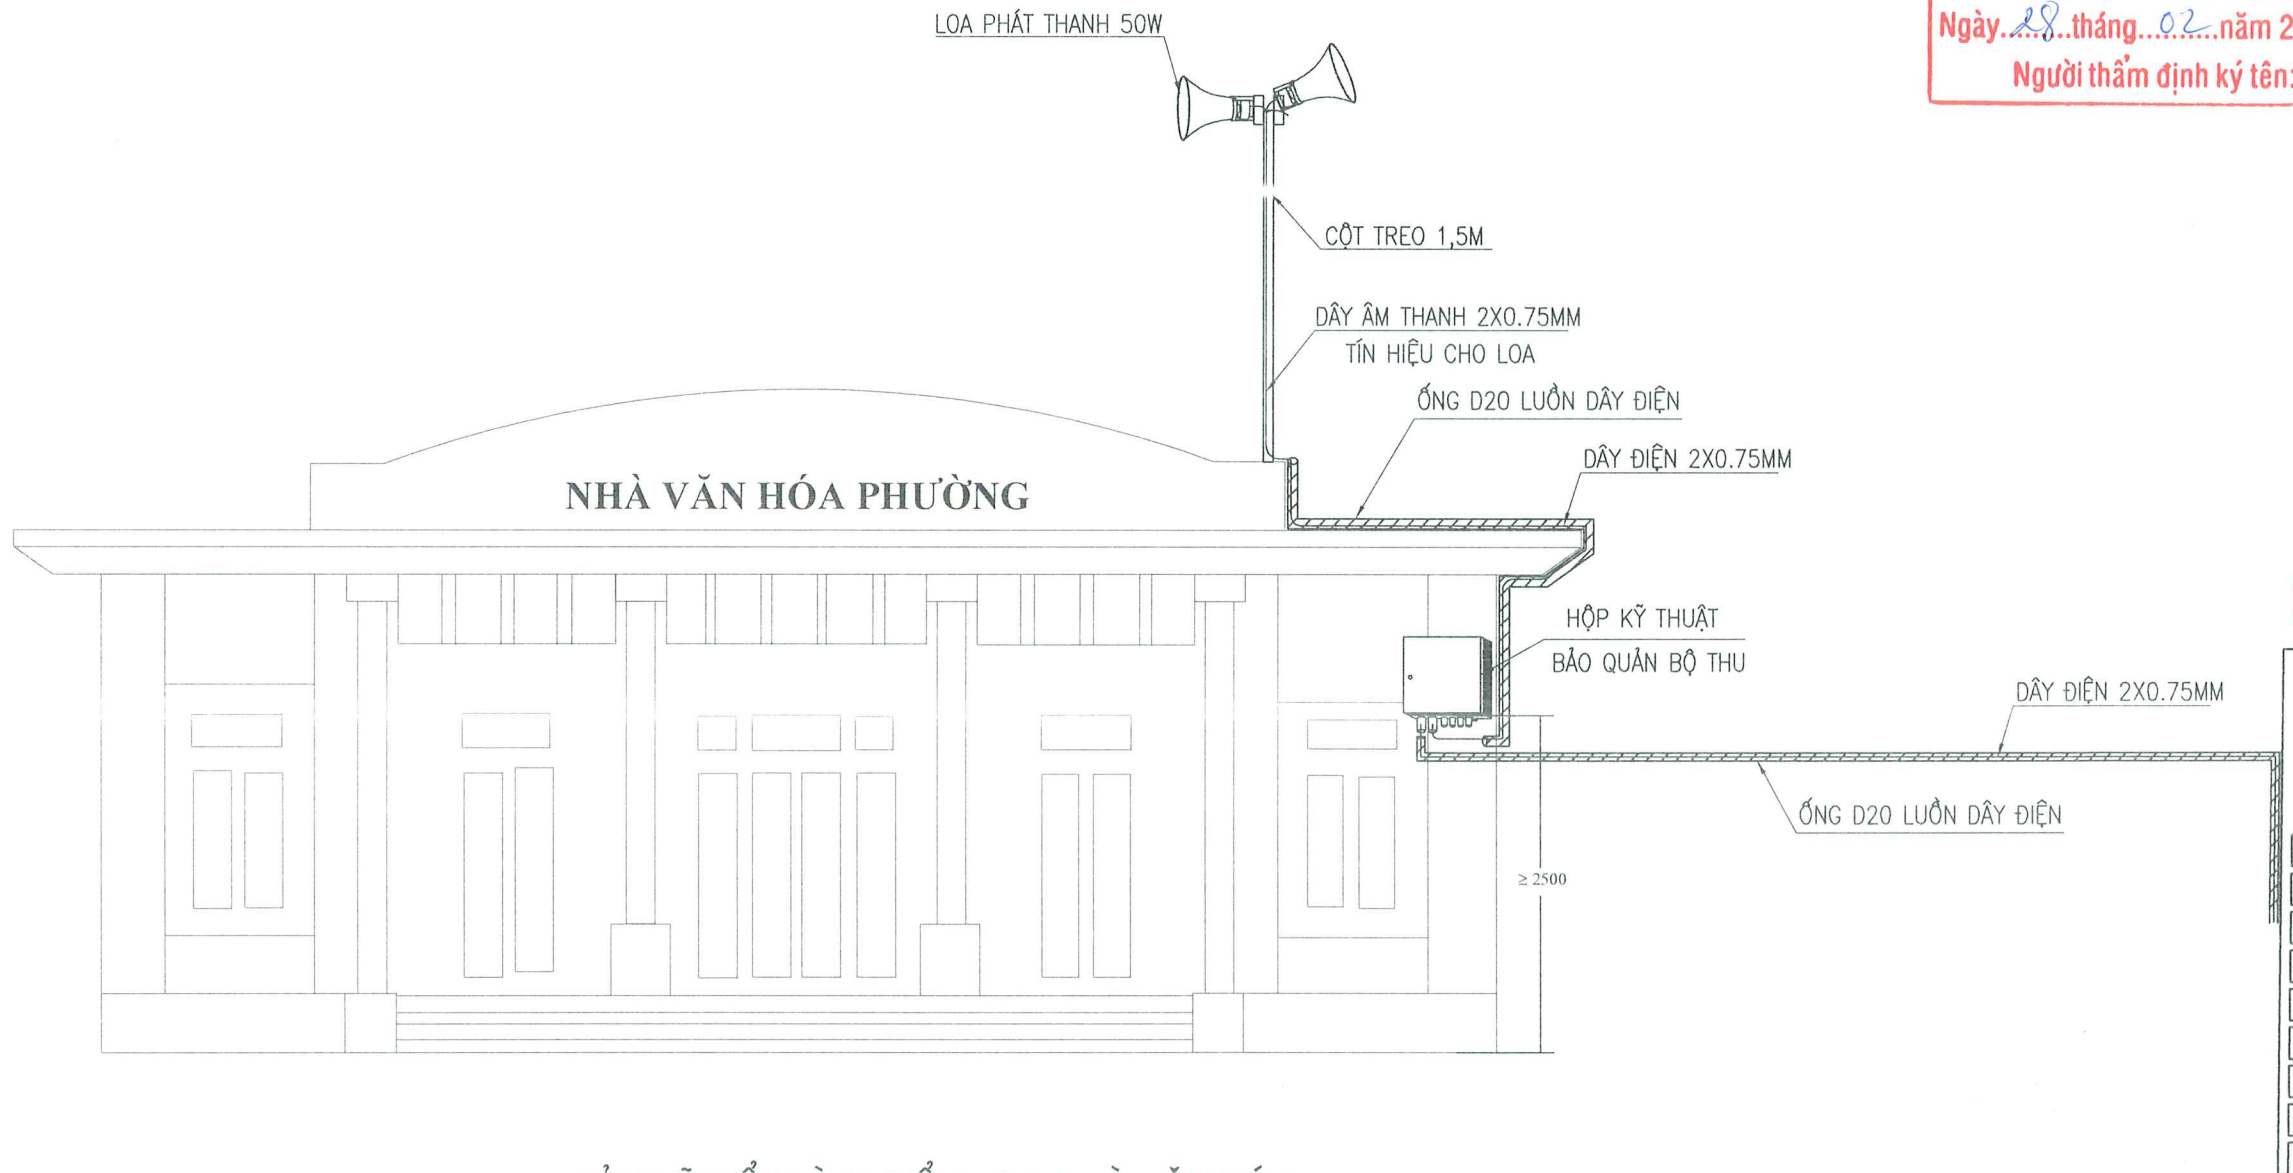 LOA PHÁT THANH 50W
Ngày...28...tháng...02...năm 2
Người thẩm định ký tên:
CỘT TREO 1,5M
DÂY ÂM THANH 2X0.75MM
TÍN HIỆU CHO LOA
ỐNG D20 LUỒN DÂY ĐIỆN
DÂY ĐIỆN 2X0.75MM
NHÀ VĂN HÓA PHƯỜNG
HỘP KỸ THUẬT
BẢO QUẢN BỘ THU
DÂY ĐIỆN 2X0.75MM
ỐNG D20 LUỒN DÂY ĐIỆN
≥ 2500